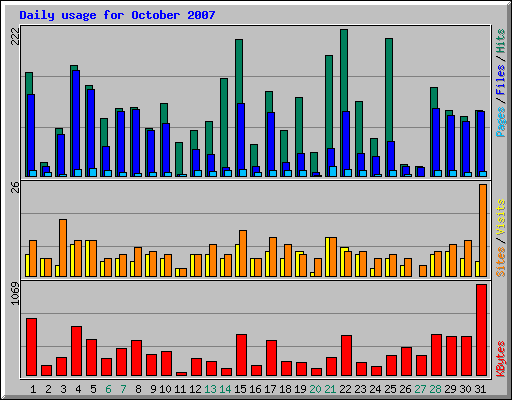 Daily usage for October 2007
222
Pages / Files / Hits
26
Sites / Visits
1069
KBytes
1 2 3 4 5 6 7 8 9 10 11 12 13 14 15 16 17 18 19 20 21 22 23 24 25 26 27 28 29 30 31